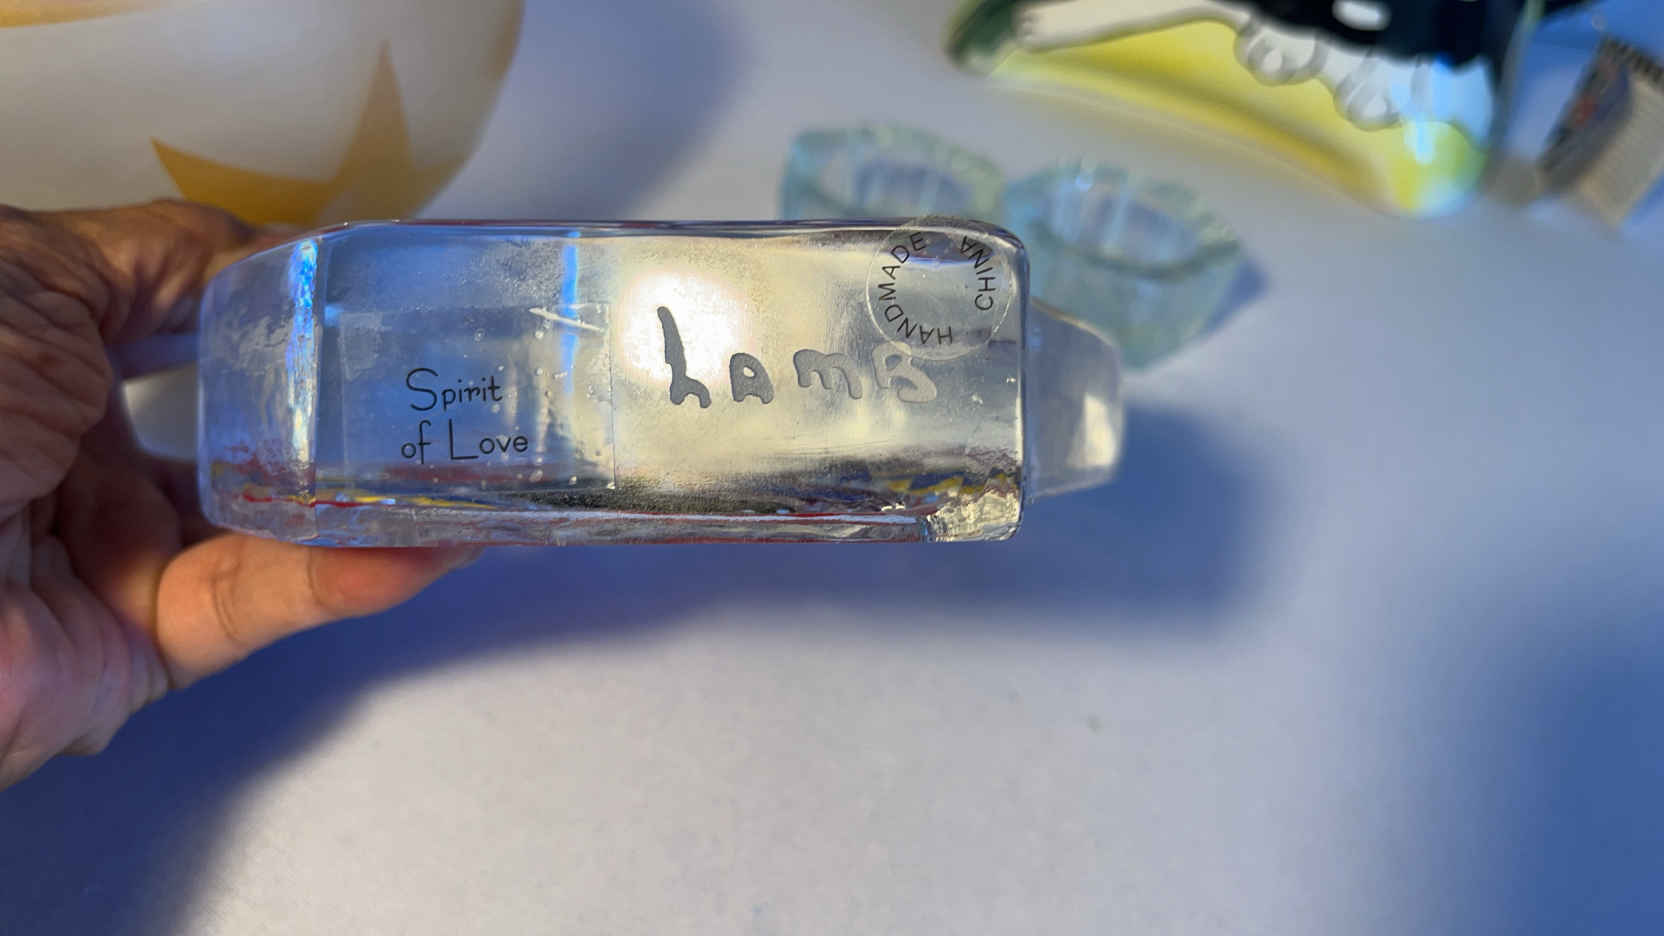 Spirit
of Love
Lamb
HANDMADE
CHINA